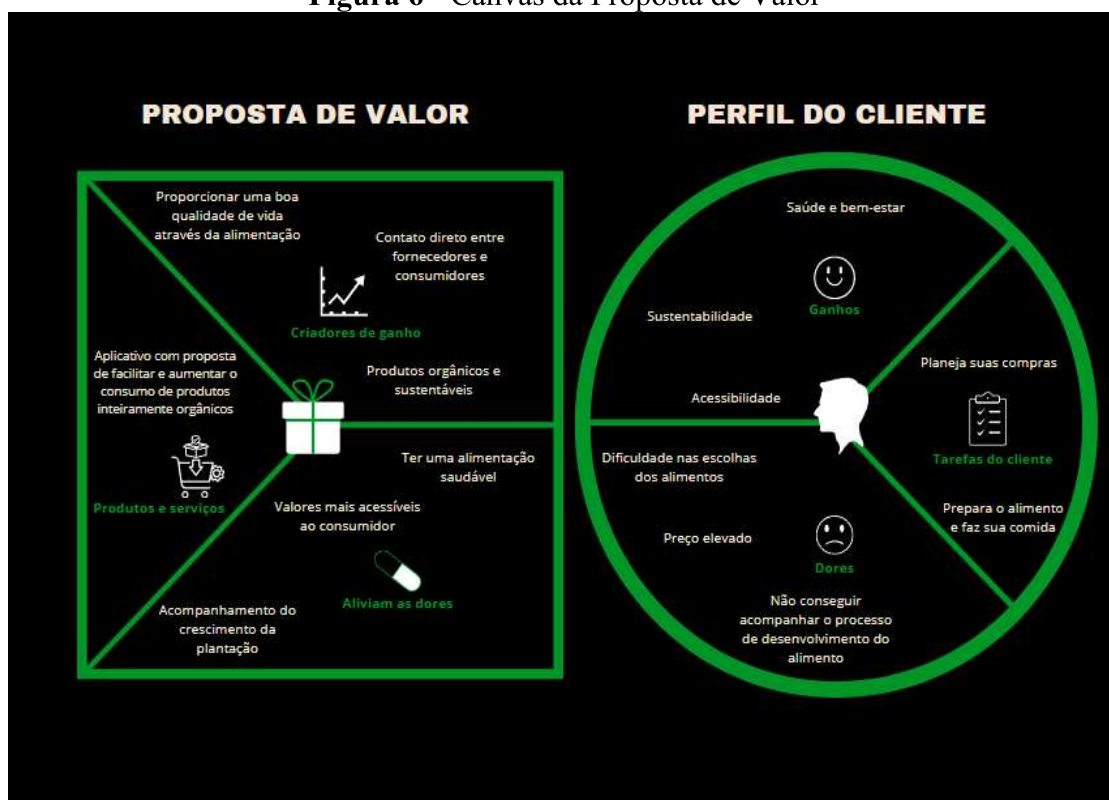 Figura 6 - Canvas da Proposta de Valor
PROPOSTA DE VALOR
Proporcionar uma boa
qualidade de vida
através da alimentação
Contato direto entre
fornecedores e
consumidores
Criadores de ganho
Produtos orgânicos e
sustentáveis
Aplicativo com proposta
de facilitar e aumentar o
consumo de produtos
inteiramente orgânicos
Produtos e serviços
Ter uma alimentação
saudável
Valores mais acessíveis
ao consumidor
Aliviam as dores
Acompanhamento do
crescimento da
plantação
PERFIL DO CLIENTE
Saúde e bem-estar
Ganhos
Sustentabilidade
Acessibilidade
Planeja suas compras
Tarefas do cliente
Prepara o alimento
e faz sua comida
Dificuldade nas escolhas
dos alimentos
Preço elevado
Dores
Não conseguir
acompanhar o processo
de desenvolvimento do
alimento